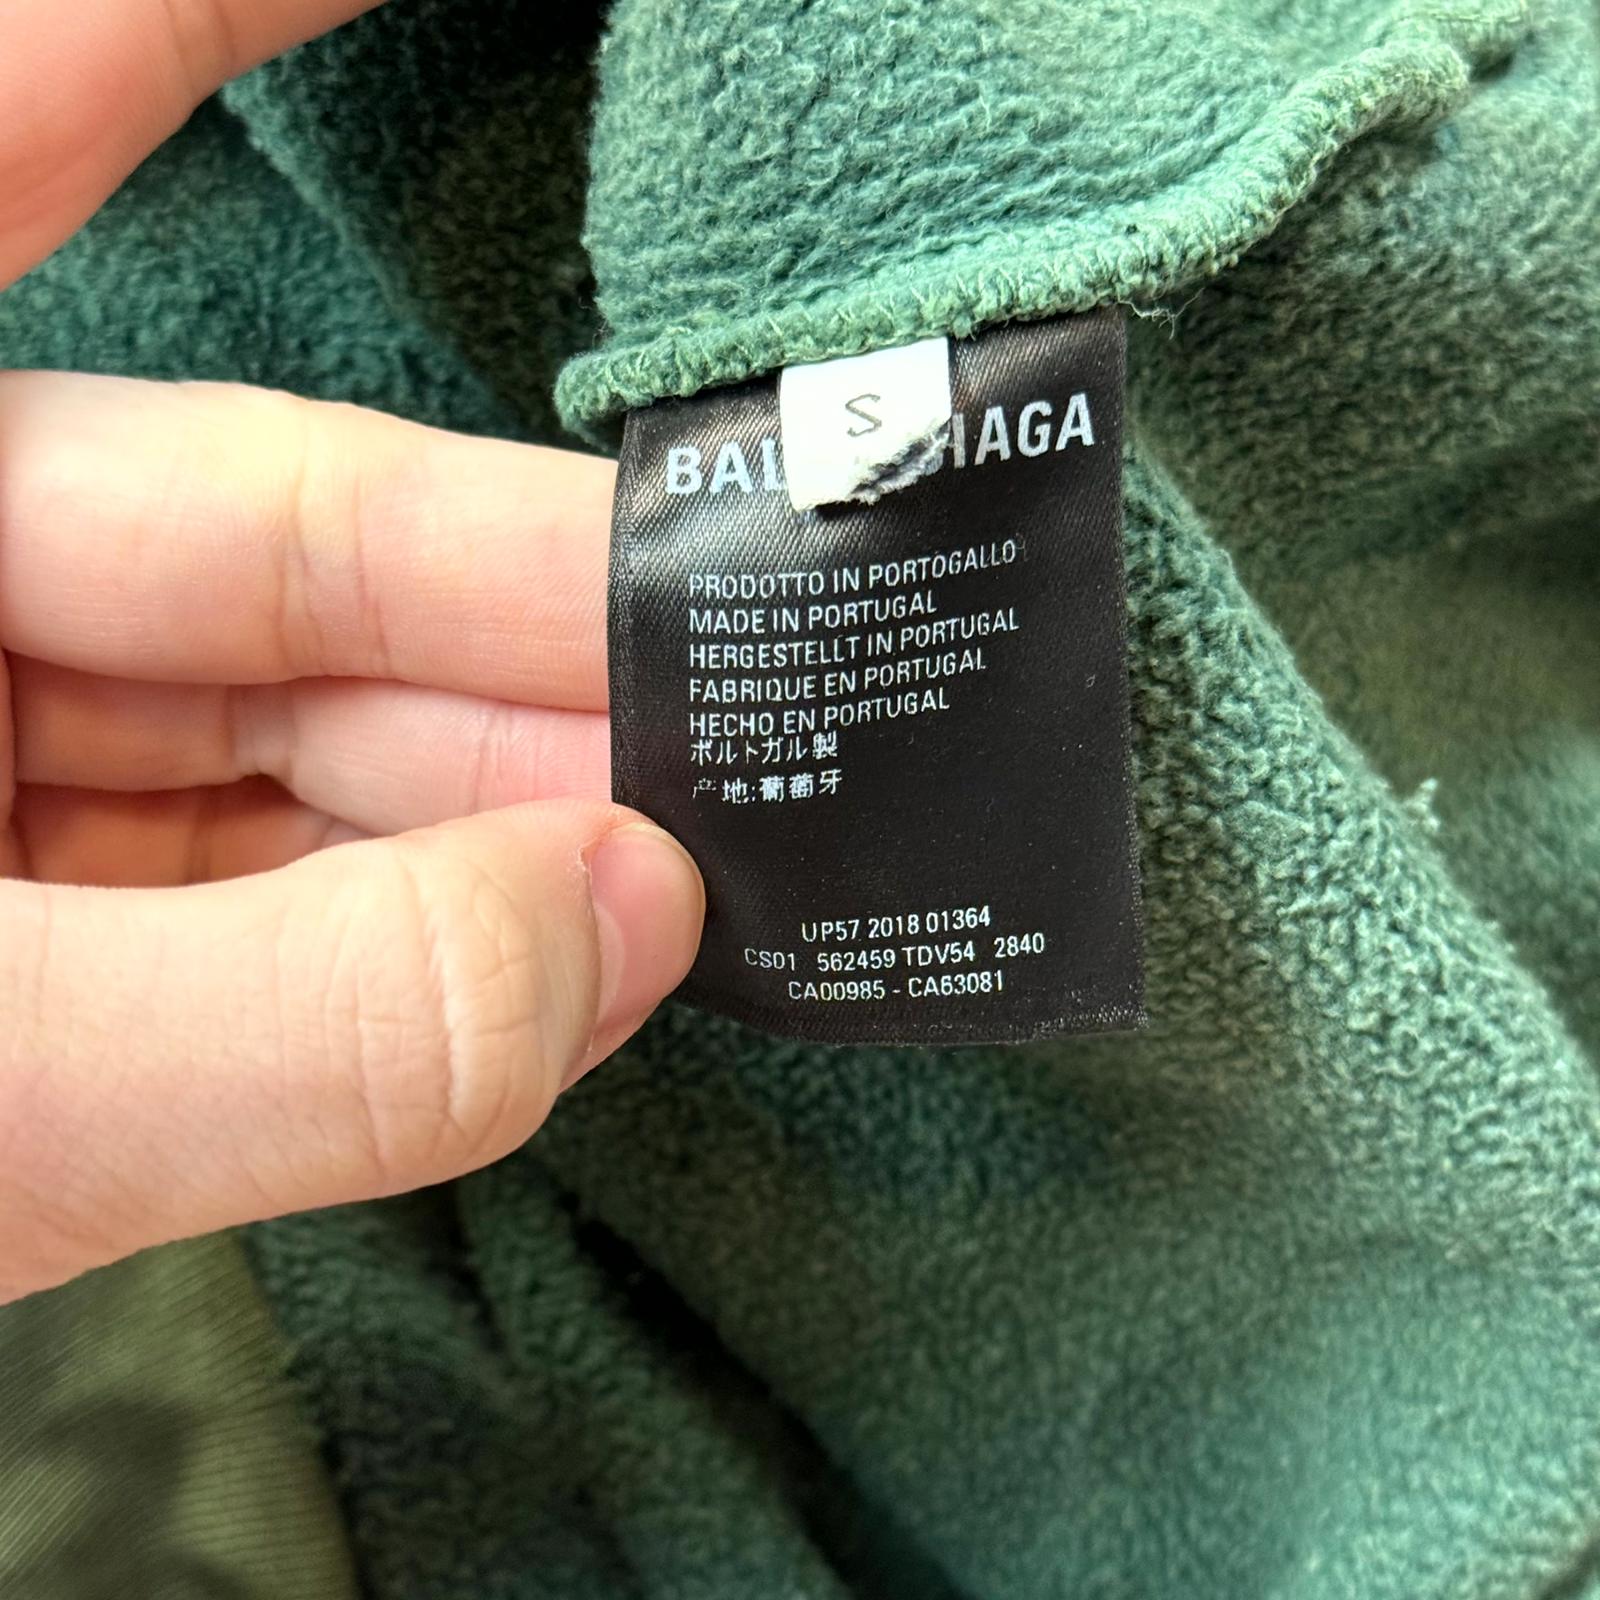 S
BAL IAGA
PRODOTTO IN PORTOGALLO
MADE IN PORTUGAL
HERGESTELLT IN PORTUGAL
FABRIQUE EN PORTUGAL
HECHO EN PORTUGAL
ポルトガル製
产地:葡萄牙
UP57 2018 01364
CS01 562459 TDV54 2840
CA00985 - CA63081